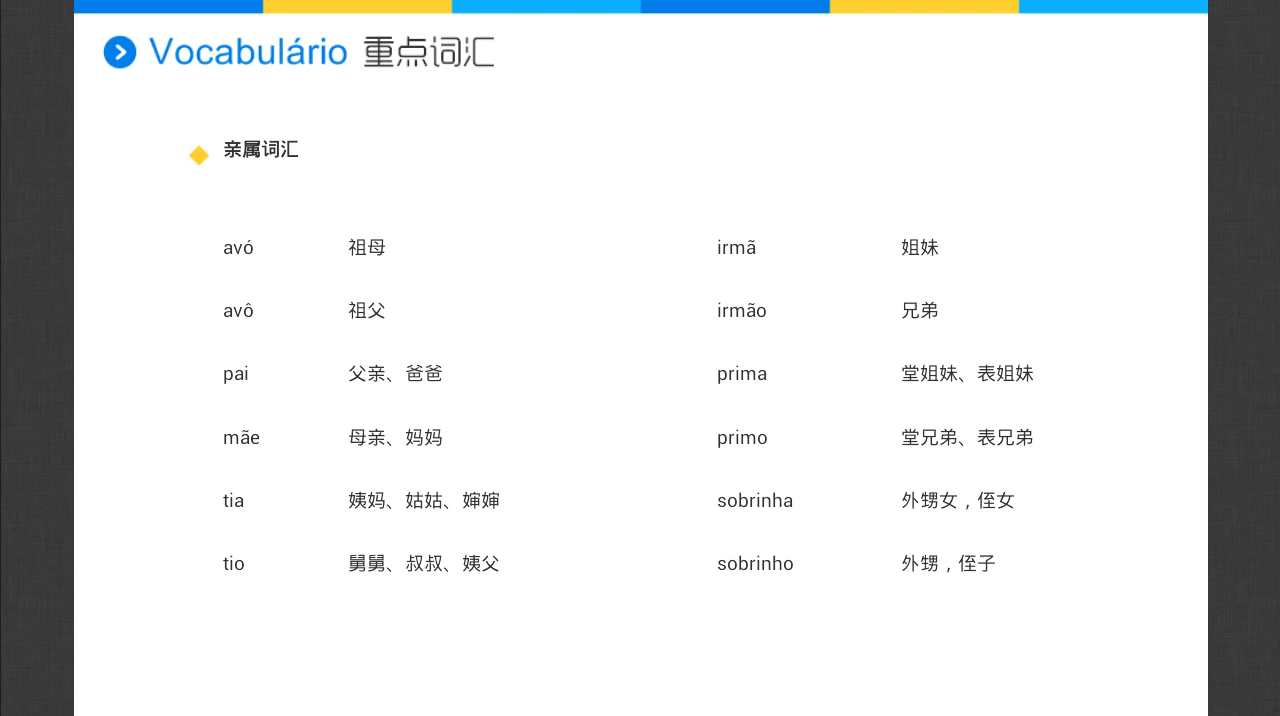 Vocabulário 重点词汇
亲属词汇
avó 祖母 irmã 姐妹
avô 祖父 irmão 兄弟
pai 父亲、爸爸 prima 堂姐妹、表姐妹
mãe 母亲、妈妈 primo 堂兄弟、表兄弟
tia 姨妈、姑姑、婶婶 sobrinha 外甥女，侄女
tio 舅舅、叔叔、姨父 sobrinho 外甥，侄子